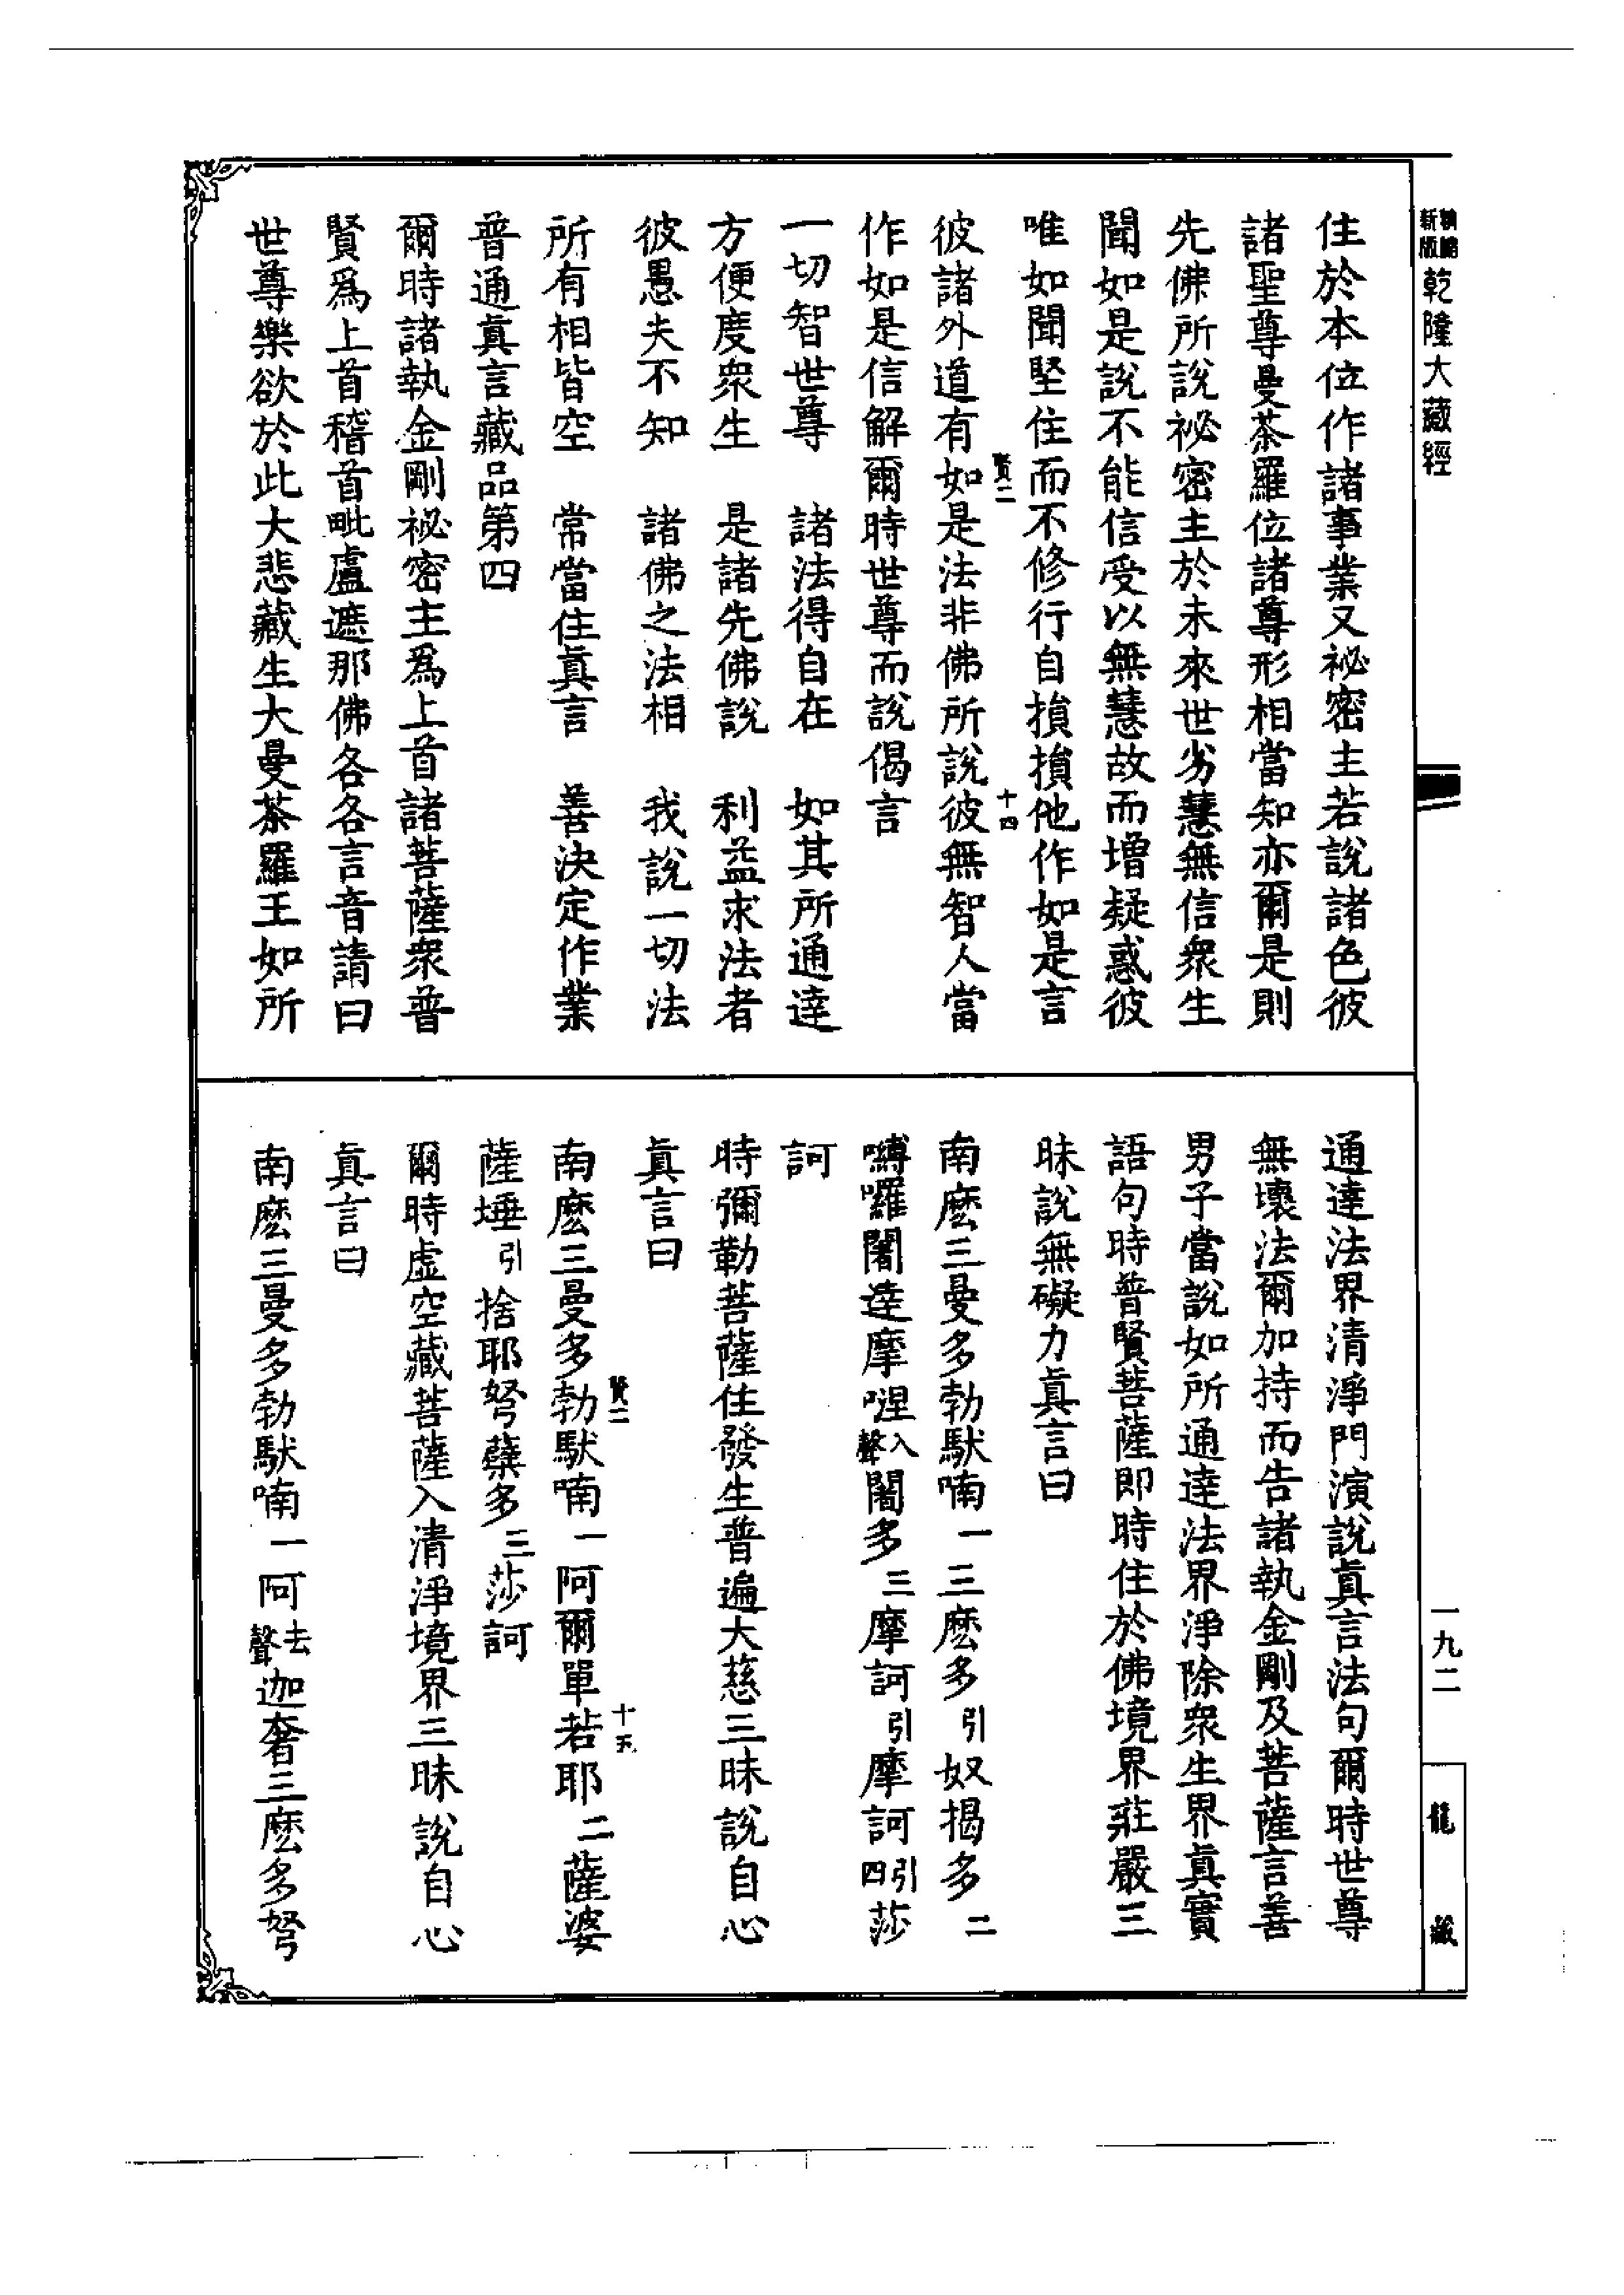 新編
新版
乾隆大藏經
住於本位作諸事業又祕密主若說諸色彼
諸聖尊曼荼羅位諸尊形相當知亦爾是則
先佛所說祕密主於未來世劣慧無信衆生
聞如是說不能信受以無慧故而增疑惑彼
唯如聞堅住而不修行自損損他作如是言
賢二
十四
彼諸外道有如是法非佛所說彼無智人當
作如是信解爾時世尊而說偈言
一切智世尊　諸法得自在　如其所通達
方便度衆生　是諸先佛說　利益求法者
彼愚夫不知　諸佛之法相　我說一切法
所有相皆空　常當住眞言　善決定作業
普通眞言藏品第四
爾時諸執金剛祕密主爲上首諸菩薩衆普
賢爲上首稽首毗盧遮那佛各各言音請曰
世尊樂欲於此大悲藏生大曼荼羅王如所
通達法界清淨門演說眞言法句爾時世尊
無壞法爾加持而告諸執金剛及菩薩言善
男子當說如所通達法界淨除衆生界眞實
語句時普賢菩薩即時住於佛境界莊嚴三
昧說無礙力眞言曰
南麽三曼多勃馱喃一三麽多引奴揭多二
嚩囉闍達摩哩入聲闍多三摩訶引摩訶引四莎
訶
時彌勒菩薩住發生普遍大慈三昧說自心
眞言曰
賢二
十五
南麽三曼多勃馱喃一阿爾單若耶二薩婆
薩埵引捨耶弩蘖多三莎訶
爾時虛空藏菩薩入清淨境界三昧說自心
眞言曰
南麽三曼多勃馱喃一阿去聲迦奢三麽多弩
一九二
龍藏